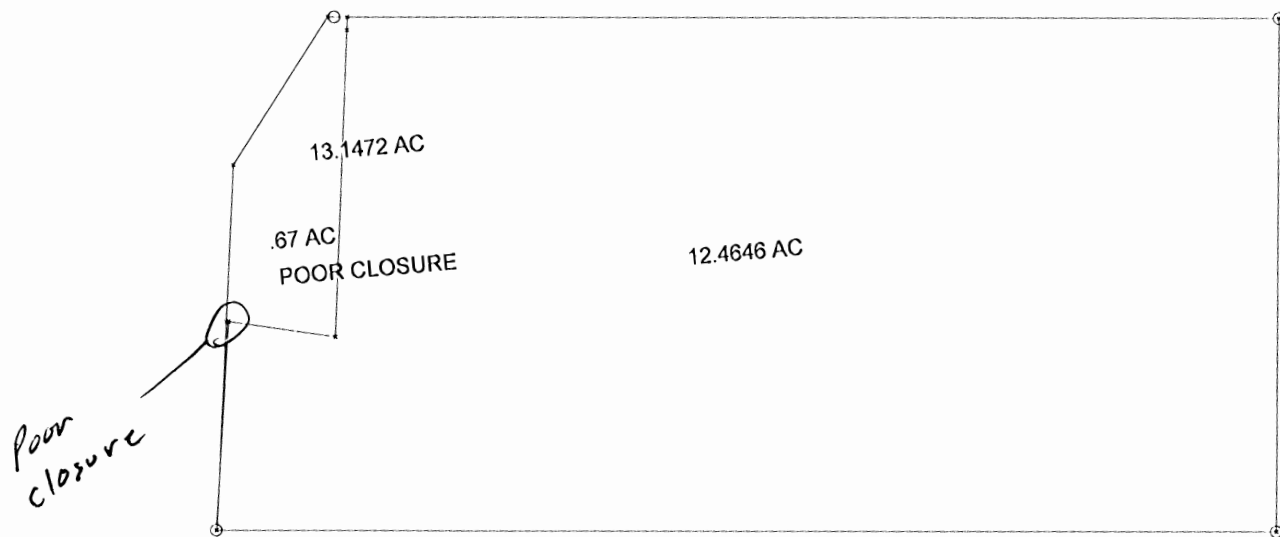 13.1472 AC
.67 AC
POOR CLOSURE
12.4646 AC
Poor
closure